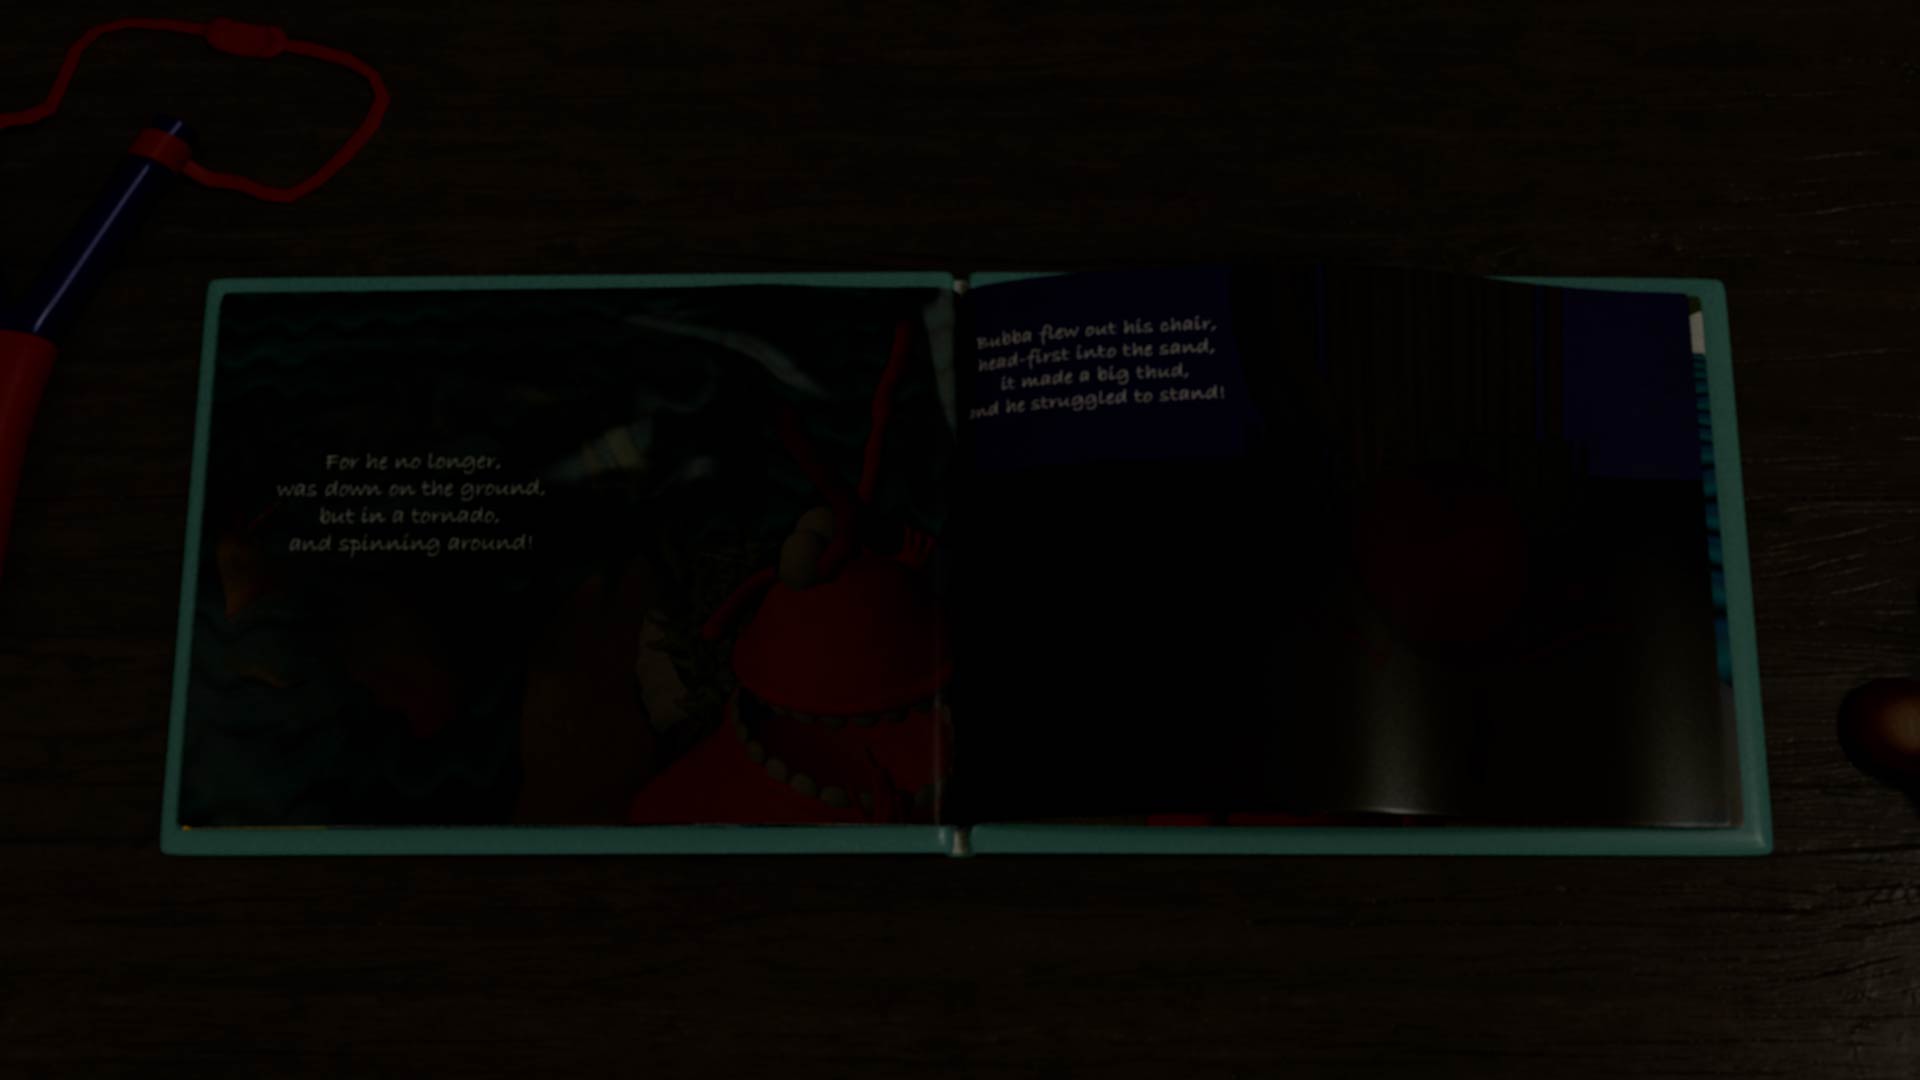 For he no longer,
was down on the ground,
but in a tornado,
and spinning around!
Bubba flew out his chair,
head-first into the sand,
it made a big thud,
and he struggled to stand!